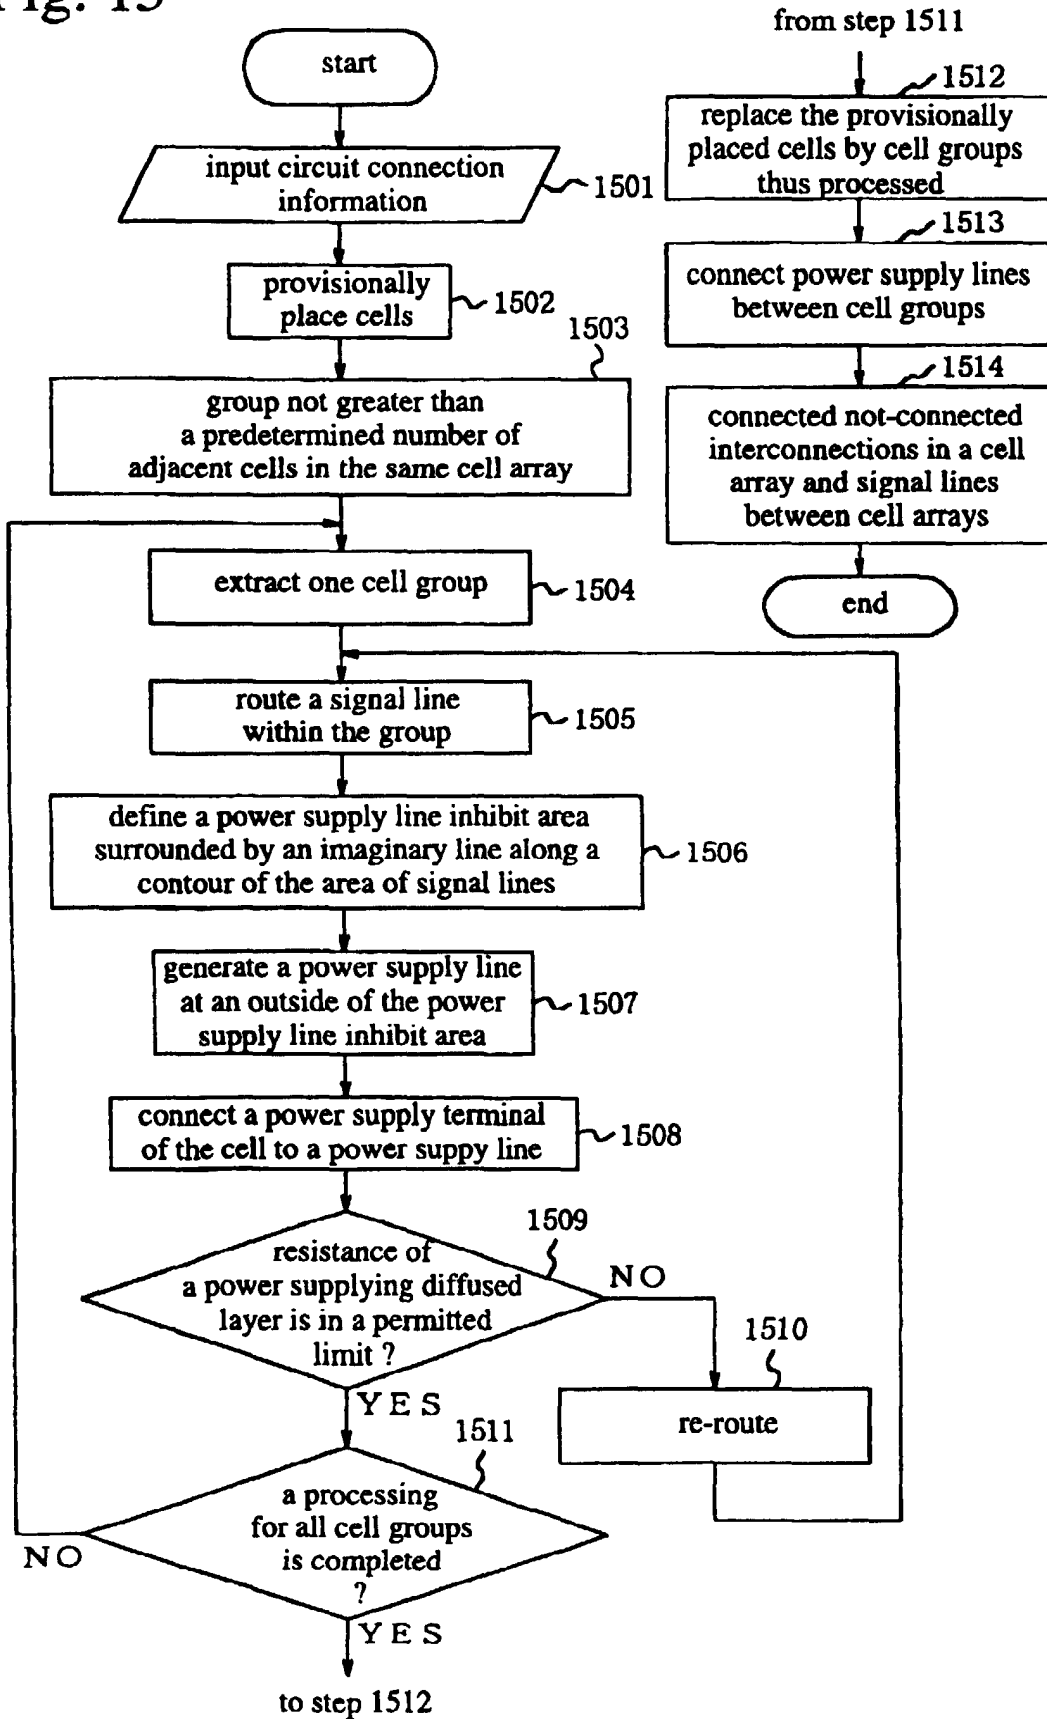 Fig. 15
start
input circuit connection
information
1501
provisionally
place cells
1502
1503
group not greater than
a predetermined number of
adjacent cells in the same cell array
extract one cell group
1504
route a signal line
within the group
1505
define a power supply line inhibit area
surrounded by an imaginary line along a
contour of the area of signal lines
1506
generate a power supply line
at an outside of the power
supply line inhibit area
1507
connect a power supply terminal
of the cell to a power suppy line
1508
1509
resistance of
a power supplying diffused
layer is in a permitted
limit ?
NO
YES
1510
re-route
1511
a processing
for all cell groups
is completed
?
NO
YES
to step 1512
from step 1511
1512
replace the provisionally
placed cells by cell groups
thus processed
1513
connect power supply lines
between cell groups
1514
connected not-connected
interconnections in a cell
array and signal lines
between cell arrays
end